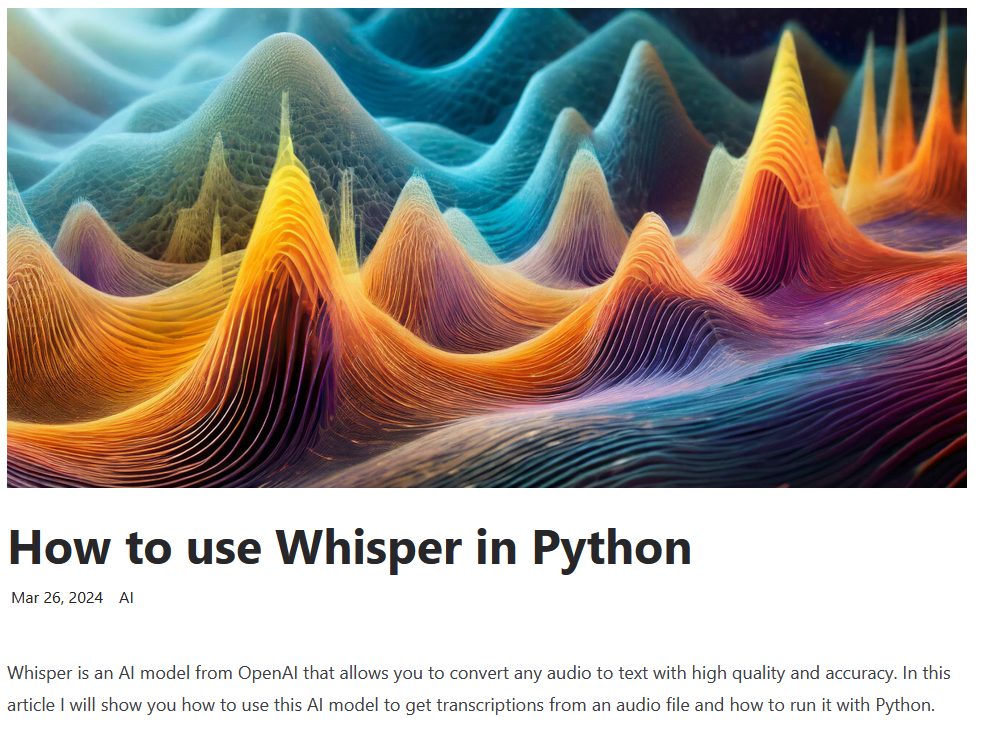 How to use Whisper in Python
Mar 26, 2024 AI
Whisper is an AI model from OpenAI that allows you to convert any audio to text with high quality and accuracy. In this
article I will show you how to use this AI model to get transcriptions from an audio file and how to run it with Python.